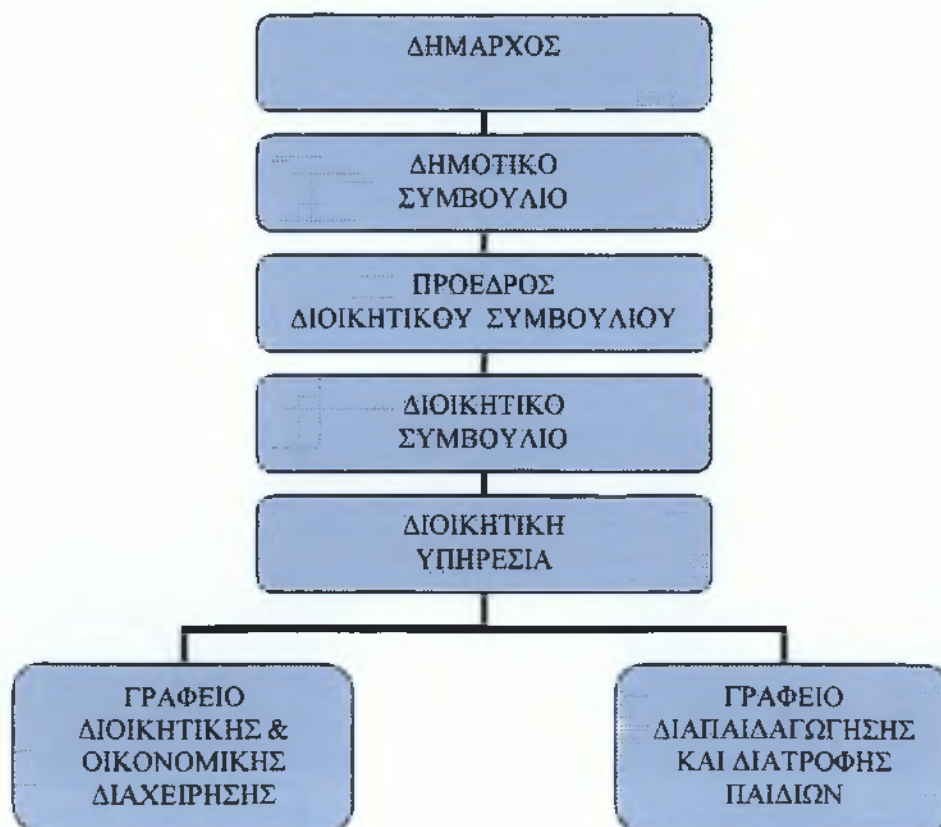 ΔΗΜΑΡΧΟΣ
ΔΗΜΟΤΙΚΟ
ΣΥΜΒΟΥΛΙΟ
ΠΡΟΕΔΡΟΣ
ΔΙΟΙΚΗΤΙΚΟΥ ΣΥΜΒΟΥΛΙΟΥ
ΔΙΟΙΚΗΤΙΚΟ
ΣΥΜΒΟΥΛΙΟ
ΔΙΟΙΚΗΤΙΚΗ
ΥΠΗΡΕΣΙΑ
ΓΡΑΦΕΙΟ
ΔΙΟΙΚΗΤΙΚΗΣ &
ΟΙΚΟΝΟΜΙΚΗΣ
ΔΙΑΧΕΙΡΗΣΗΣ
ΓΡΑΦΕΙΟ
ΔΙΑΠΑΙΔΑΓΩΓΗΣΗΣ
ΚΑΙ ΔΙΑΤΡΟΦΗΣ
ΠΑΙΔΙΩΝ